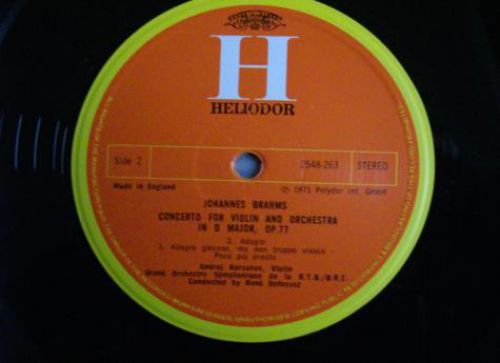 H
HELIODOR
Side 2
2548-263 STEREO
Made in England
℗ 1971 Polydor Int. GmbH
JOHANNES BRAHMS
CONCERTO FOR VIOLIN AND ORCHESTRA
IN D MAJOR, OP.77
2. Adagio
3. Allegro giocoso, ma non troppo vivace -
Poco più presto
Andrej Korsakov, Violin
Grand Orchestre Symphonique de la R.T.B./B.R.T.
Conducted by René Defossez